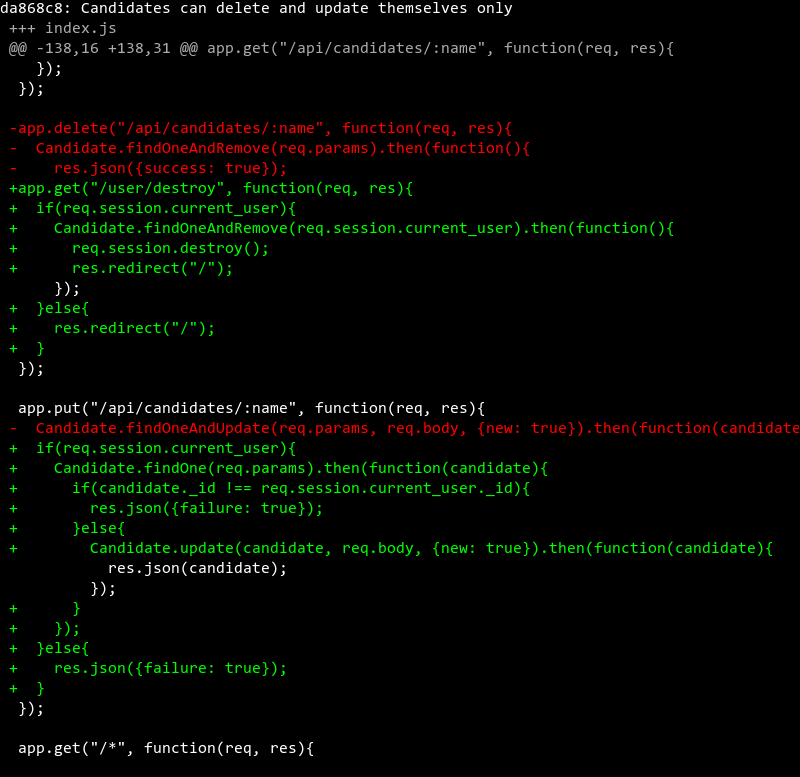 da868c8: Candidates can delete and update themselves only
+++ index.js
@@ -138,16 +138,31 @@ app.get("/api/candidates/:name", function(req, res){
   });
 });

-app.delete("/api/candidates/:name", function(req, res){
-  Candidate.findOneAndRemove(req.params).then(function(){
-    res.json({success: true});
+app.get("/user/destroy", function(req, res){
+  if(req.session.current_user){
+    Candidate.findOneAndRemove(req.session.current_user).then(function(){
+      req.session.destroy();
+      res.redirect("/");
     });
+  }else{
+    res.redirect("/");
+  }
 });

 app.put("/api/candidates/:name", function(req, res){
-  Candidate.findOneAndUpdate(req.params, req.body, {new: true}).then(function(candidate
+  if(req.session.current_user){
+    Candidate.findOne(req.params).then(function(candidate){
+      if(candidate._id !== req.session.current_user._id){
+        res.json({failure: true});
+      }else{
+        Candidate.update(candidate, req.body, {new: true}).then(function(candidate){
           res.json(candidate);
         });
+      }
+    });
+  }else{
+    res.json({failure: true});
+  }
 });

 app.get("/*", function(req, res){